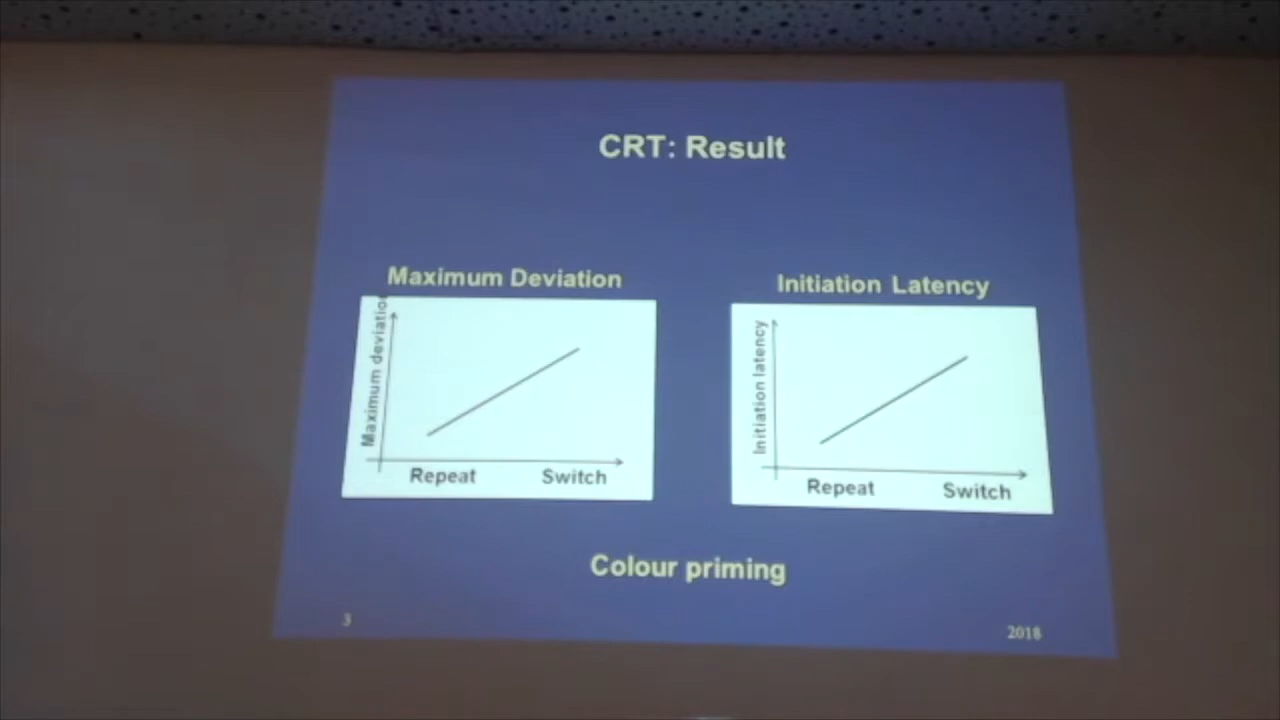 CRT: Result
Maximum Deviation
Maximum deviation
Repeat Switch
Initiation Latency
Initiation latency
Repeat Switch
Colour priming
3
2018